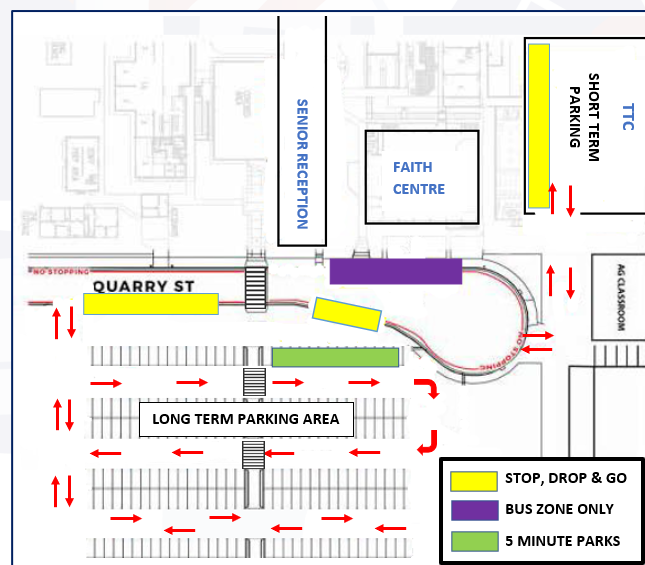 SENIOR RECEPTION
FAITH
CENTRE
SHORT TERM
PARKING
TTC
NO STOPPING
QUARRY ST
AG CLASSROOM
NO STOPPING
LONG TERM PARKING AREA
STOP, DROP & GO
BUS ZONE ONLY
5 MINUTE PARKS